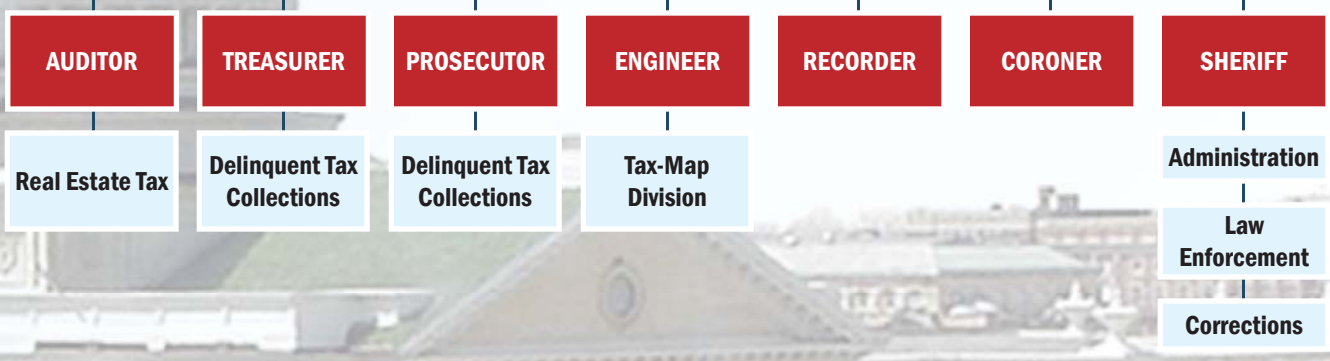 AUDITOR
TREASURER
PROSECUTOR
ENGINEER
RECORDER
CORONER
SHERIFF
Real Estate Tax
Delinquent Tax
Collections
Delinquent Tax
Collections
Tax-Map
Division
Administration
Law
Enforcement
Corrections